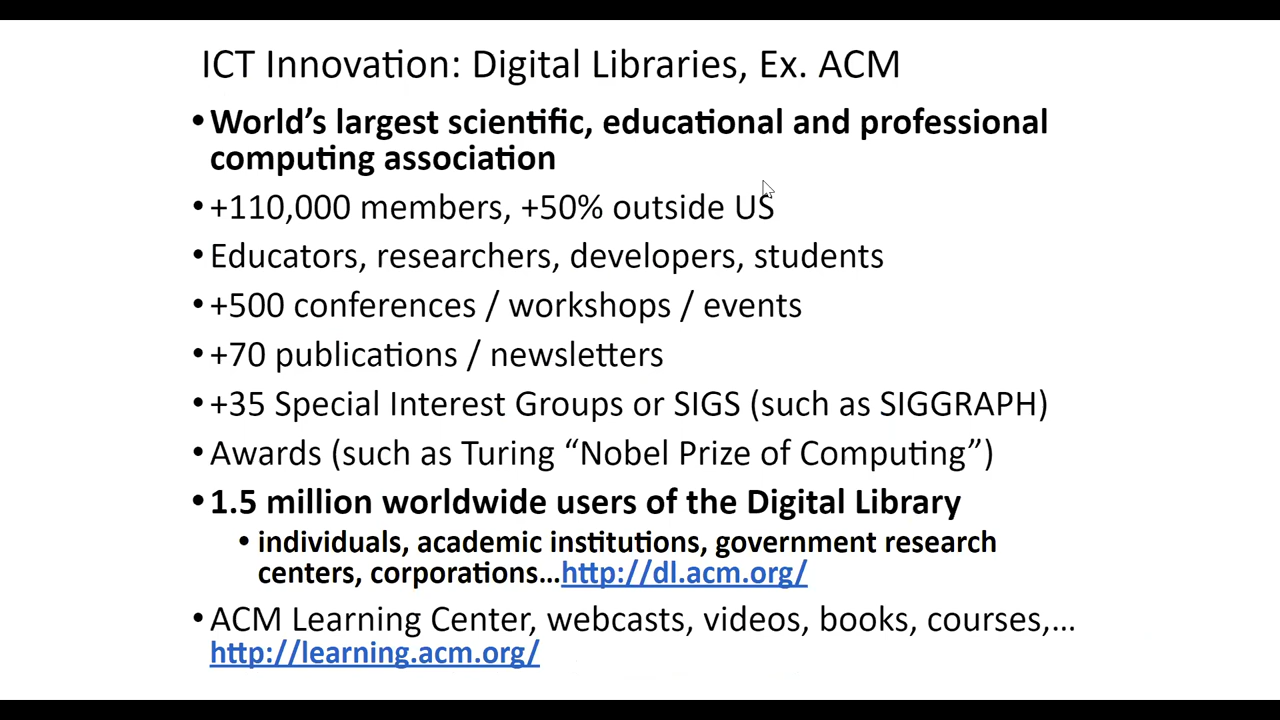 ICT Innovation: Digital Libraries, Ex. ACM
• World’s largest scientific, educational and professional
computing association
• +110,000 members, +50% outside US
• Educators, researchers, developers, students
• +500 conferences / workshops / events
• +70 publications / newsletters
• +35 Special Interest Groups or SIGS (such as SIGGRAPH)
• Awards (such as Turing “Nobel Prize of Computing”)
• 1.5 million worldwide users of the Digital Library
• individuals, academic institutions, government research
centers, corporations…http://dl.acm.org/
• ACM Learning Center, webcasts, videos, books, courses,…
http://learning.acm.org/